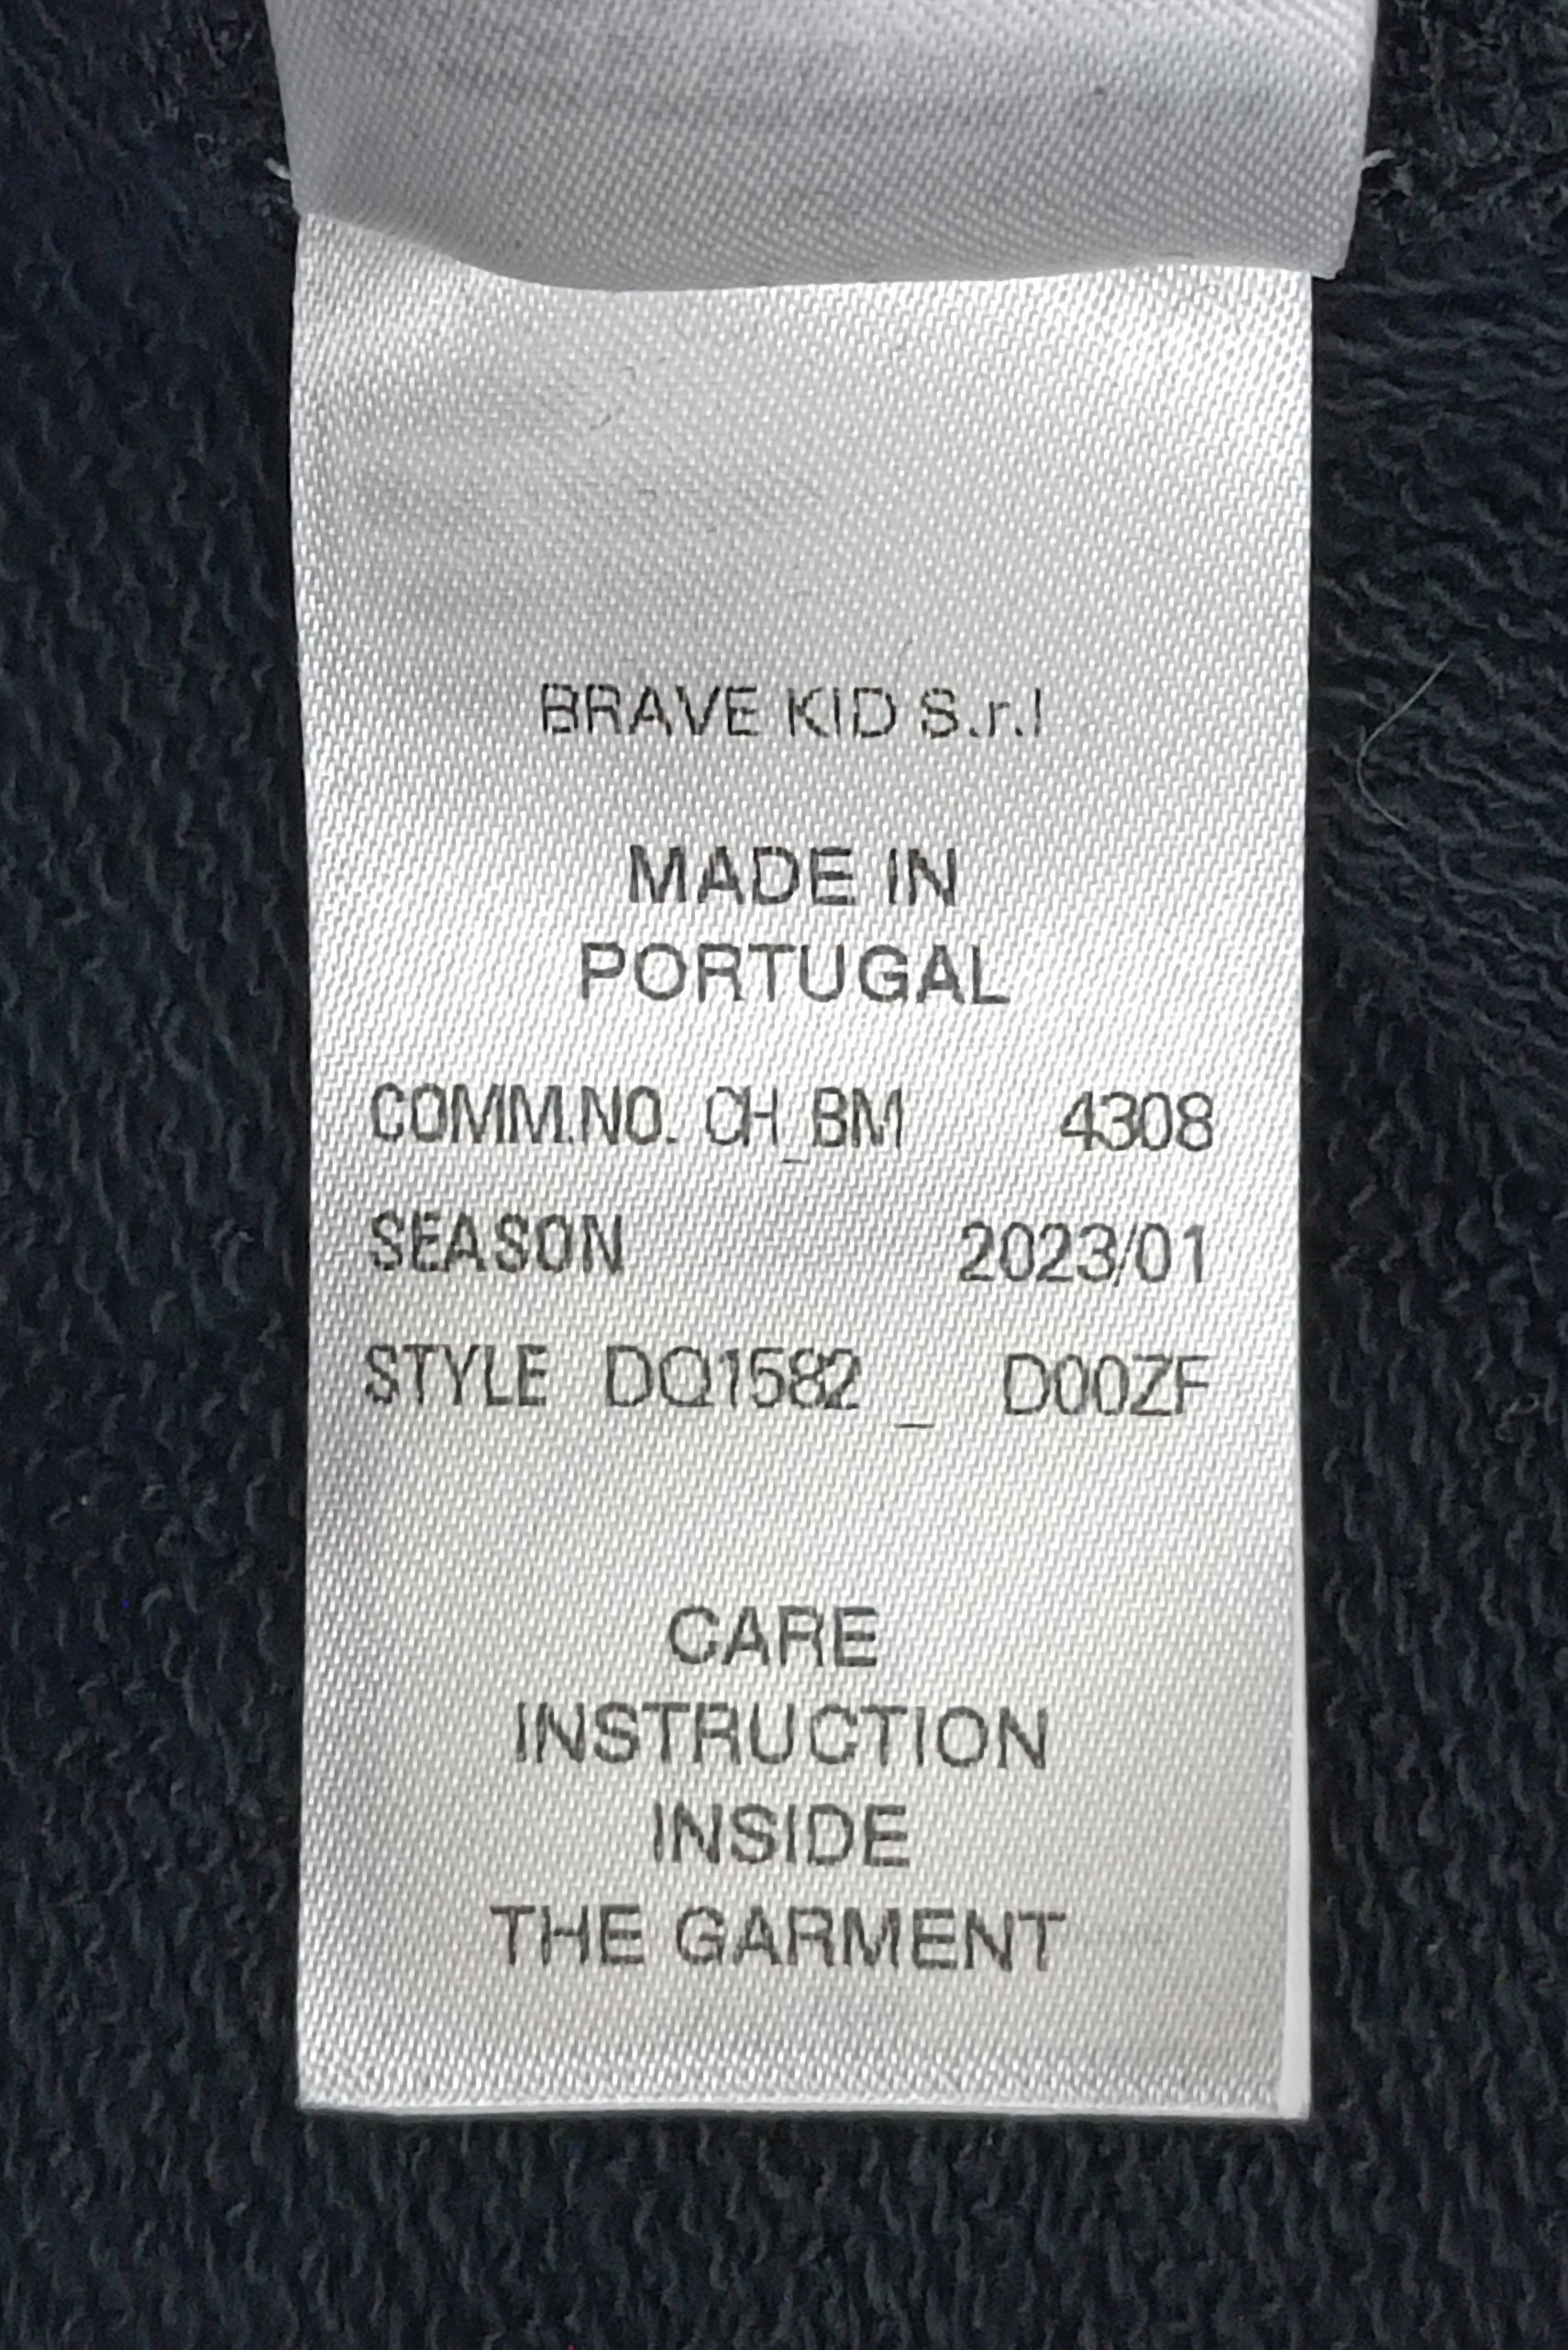 BRAVE KID S.r.l
MADE IN
PORTUGAL
COMM.NO. CH_BM 4308
SEASON 2023/01
STYLE DQ1582 _ D00ZF
CARE
INSTRUCTION
INSIDE
THE GARMENT